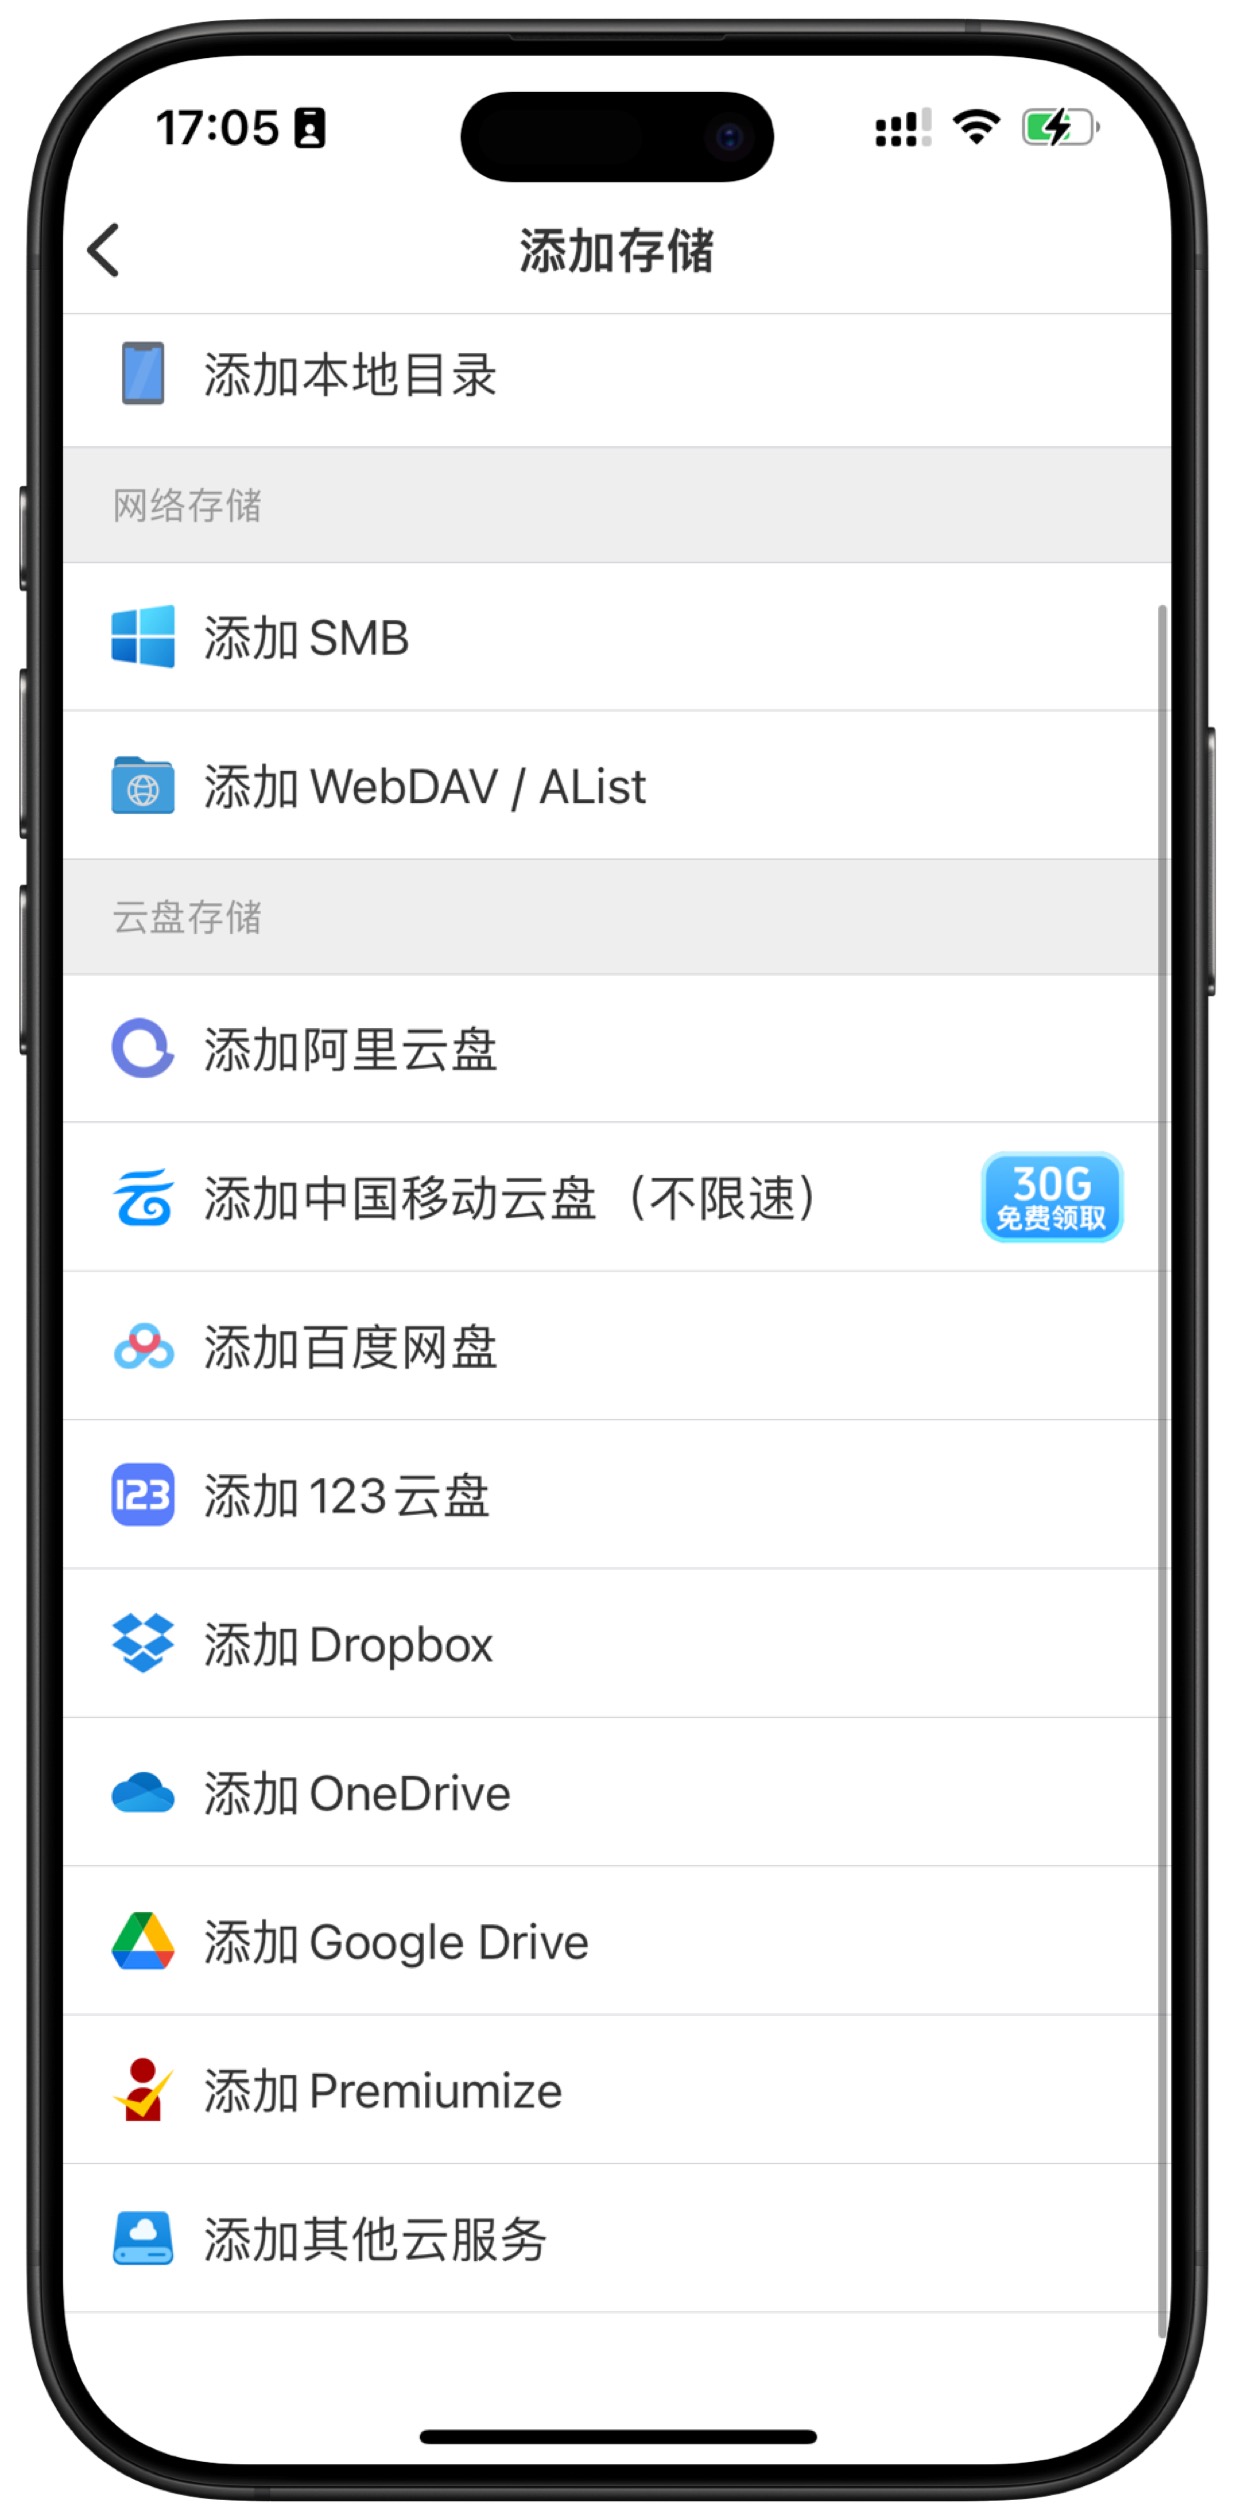 17:05
添加存储
添加本地目录
网络存储
添加 SMB
添加 WebDAV / AList
云盘存储
添加阿里云盘
添加中国移动云盘（不限速）
30G
免费领取
添加百度网盘
123
添加 123云盘
添加 Dropbox
添加 OneDrive
添加 Google Drive
添加 Premiumize
添加其他云服务